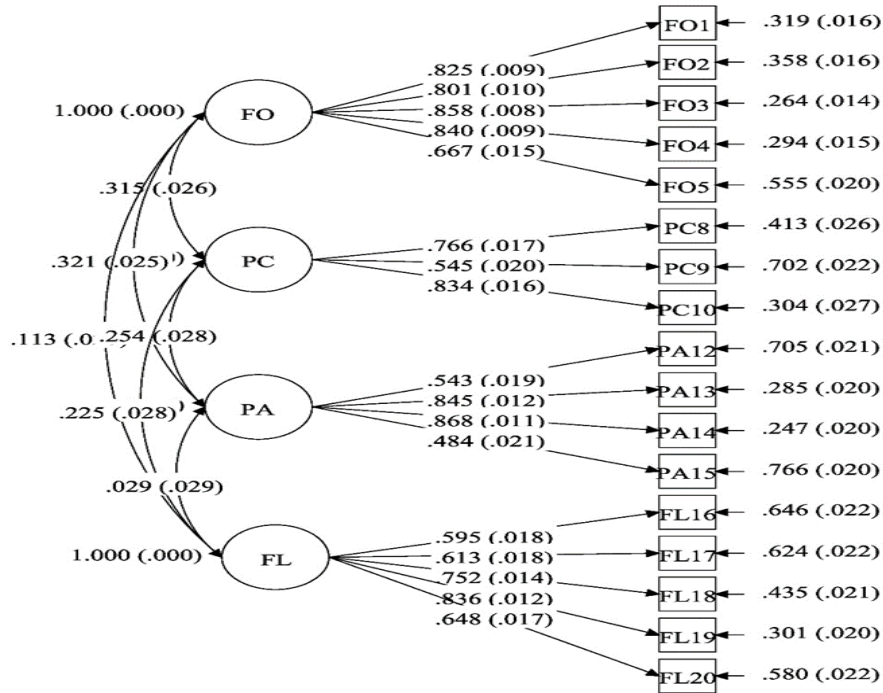 FO1
.319 (.016)
.825 (.009)
FO2
.358 (.016)
.801 (.010)
1.000 (.000)
FO
.858 (.008)
FO3
.264 (.014)
.840 (.009)
FO4
.294 (.015)
.667 (.015)
FO5
.555 (.020)
.315 (.026)
PC8
.413 (.026)
.766 (.017)
.321 (.025)
PC
.545 (.020)
PC9
.702 (.022)
.834 (.016)
PC10
.304 (.027)
.113
.254 (.028)
PA12
.705 (.021)
.543 (.019)
.845 (.012)
PA13
.285 (.020)
.225 (.028)
PA
.868 (.011)
PA14
.247 (.020)
.484 (.021)
PA15
.766 (.020)
.029 (.029)
FL16
.646 (.022)
.595 (.018)
1.000 (.000)
FL
.613 (.018)
FL17
.624 (.022)
.752 (.014)
FL18
.435 (.021)
.836 (.012)
.648 (.017)
FL19
.301 (.020)
FL20
.580 (.022)